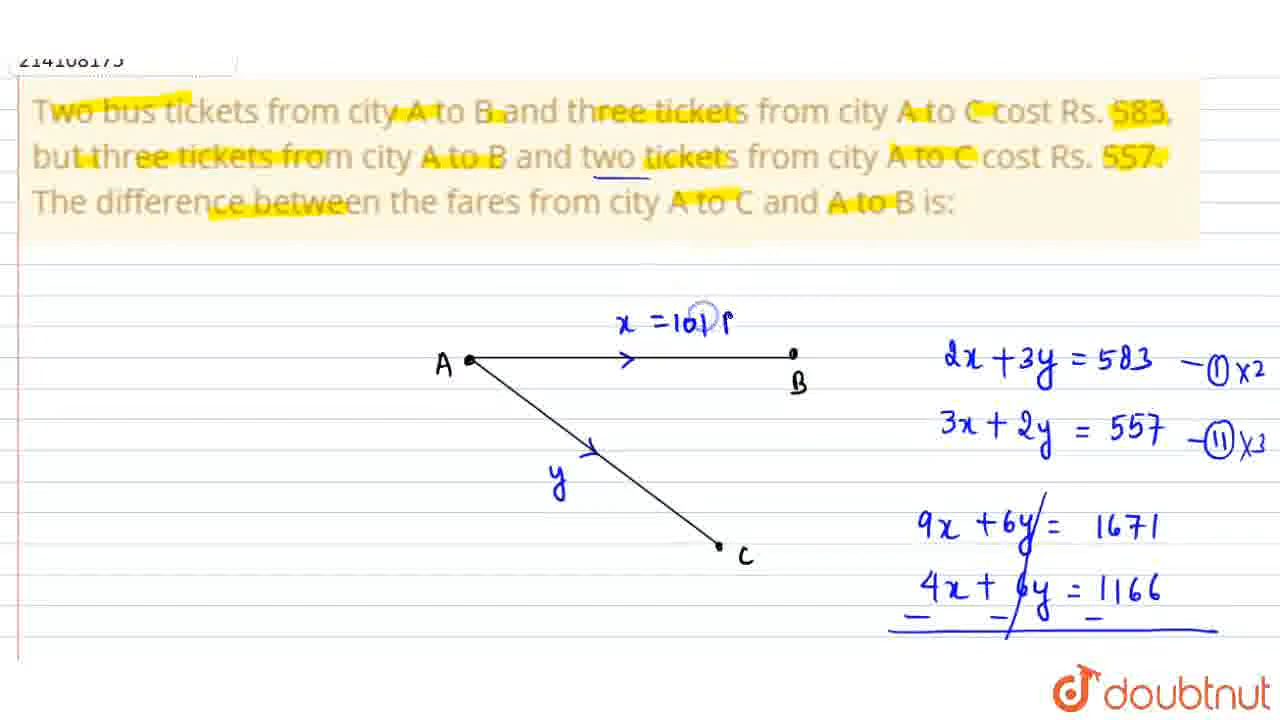 214108175
Two bus tickets from city A to B and three tickets from city A to C cost Rs. 583,
but three tickets from city A to B and two tickets from city A to C cost Rs. 557.
The difference between the fares from city A to C and A to B is:
x = 101
A
B
2x + 3y = 583 – (1) ×2
3x + 2y = 557 – (11) ×3
y
9x + 6y = 1671
C
4x + 6y = 1166
– – –
doubtnut